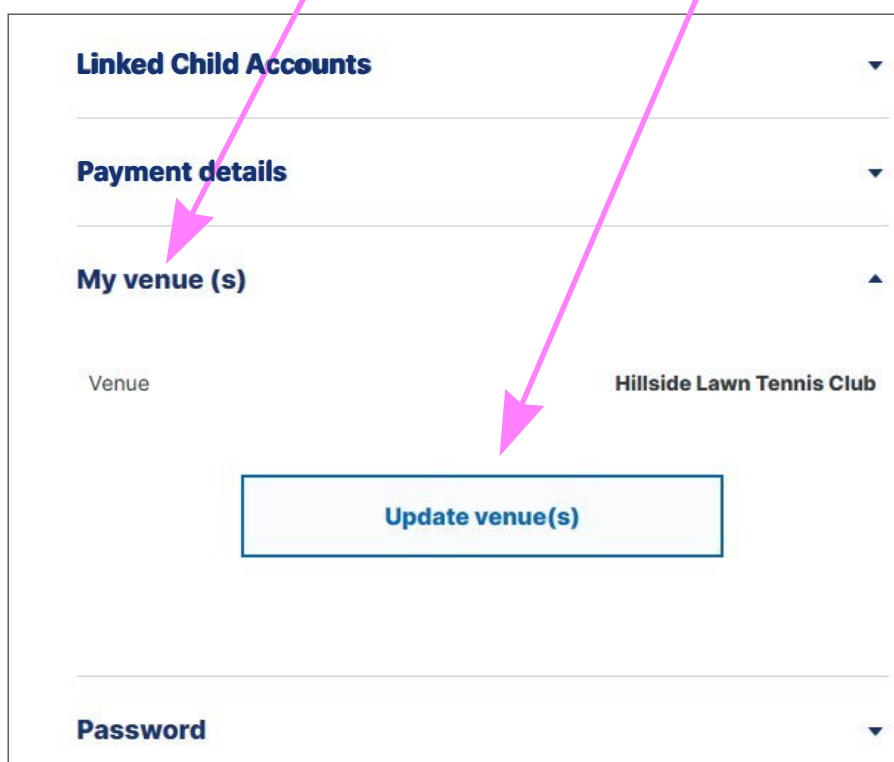 Linked Child Accounts
Payment details
My venue (s)
Venue Hillside Lawn Tennis Club
Update venue(s)
Password